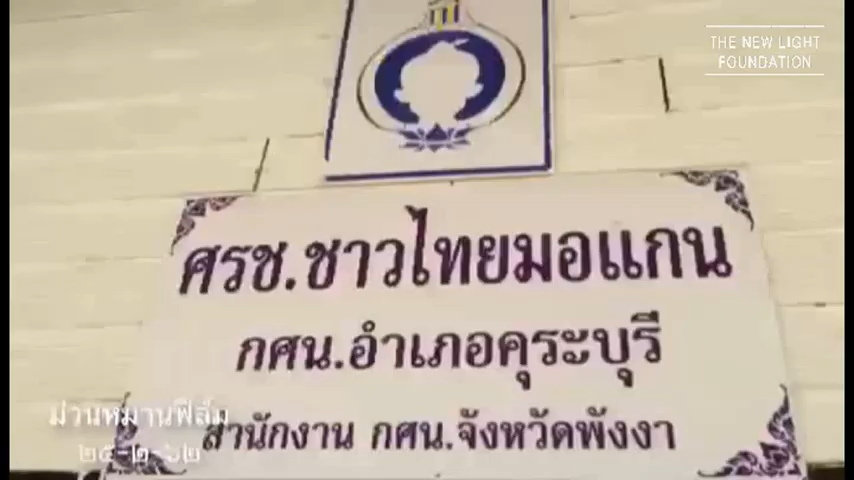 THE NEW LIGHT
FOUNDATION
ศรช.ชาวไทยมอแกน
กศน.อำเภอคุระบุรี
สำนักงาน กศน.จังหวัดพังงา
ม่วนหมานฟิล์ม
๒๕-๒-๖๒